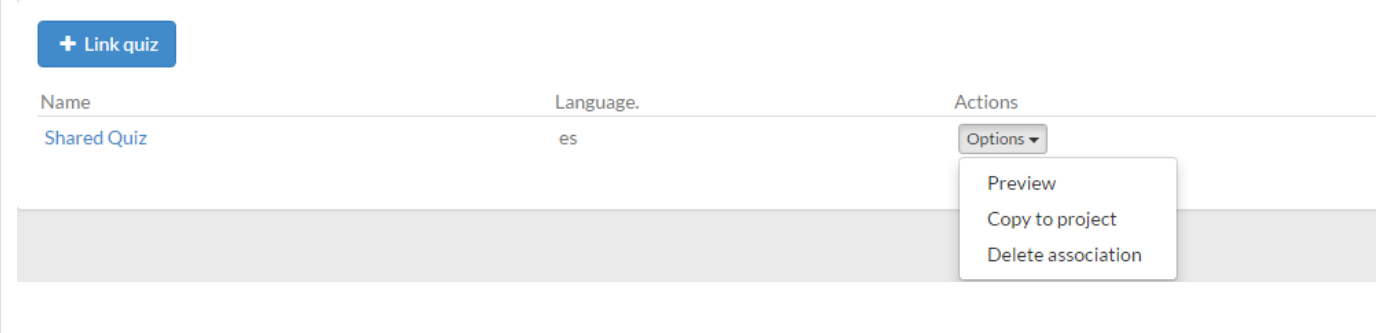 + Link quiz
Name Language. Actions
Shared Quiz es Options
Preview
Copy to project
Delete association